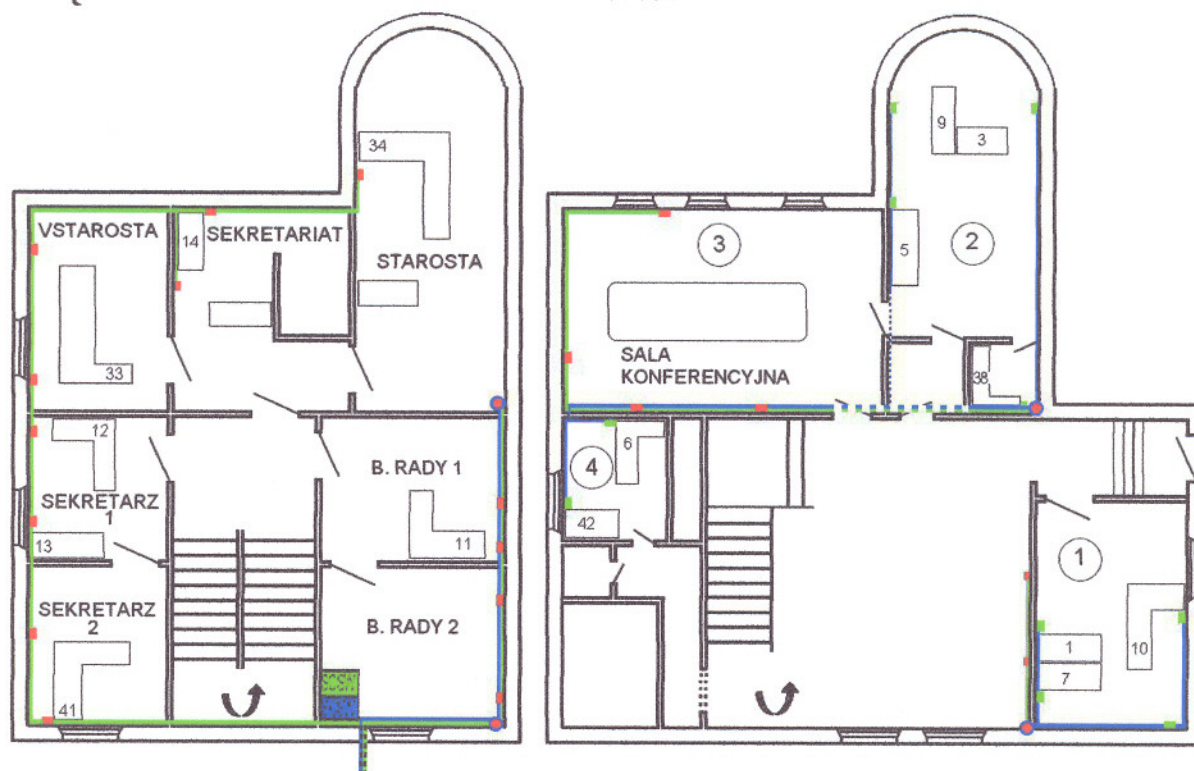 34
VSTAROSTA
14
SEKRETARIAT
STAROSTA
33
12
SEKRETARZ
1
13
B. RADY 1
11
SEKRETARZ
2
B. RADY 2
41
9
3
5
2
3
SALA
KONFERENCYJNA
38
4
6
42
1
1
7
10